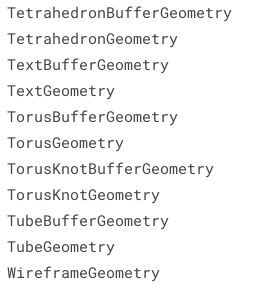 TetrahedronBufferGeometry
TetrahedronGeometry
TextBufferGeometry
TextGeometry
TorusBufferGeometry
TorusGeometry
TorusKnotBufferGeometry
TorusKnotGeometry
TubeBufferGeometry
TubeGeometry
WireframeGeometry